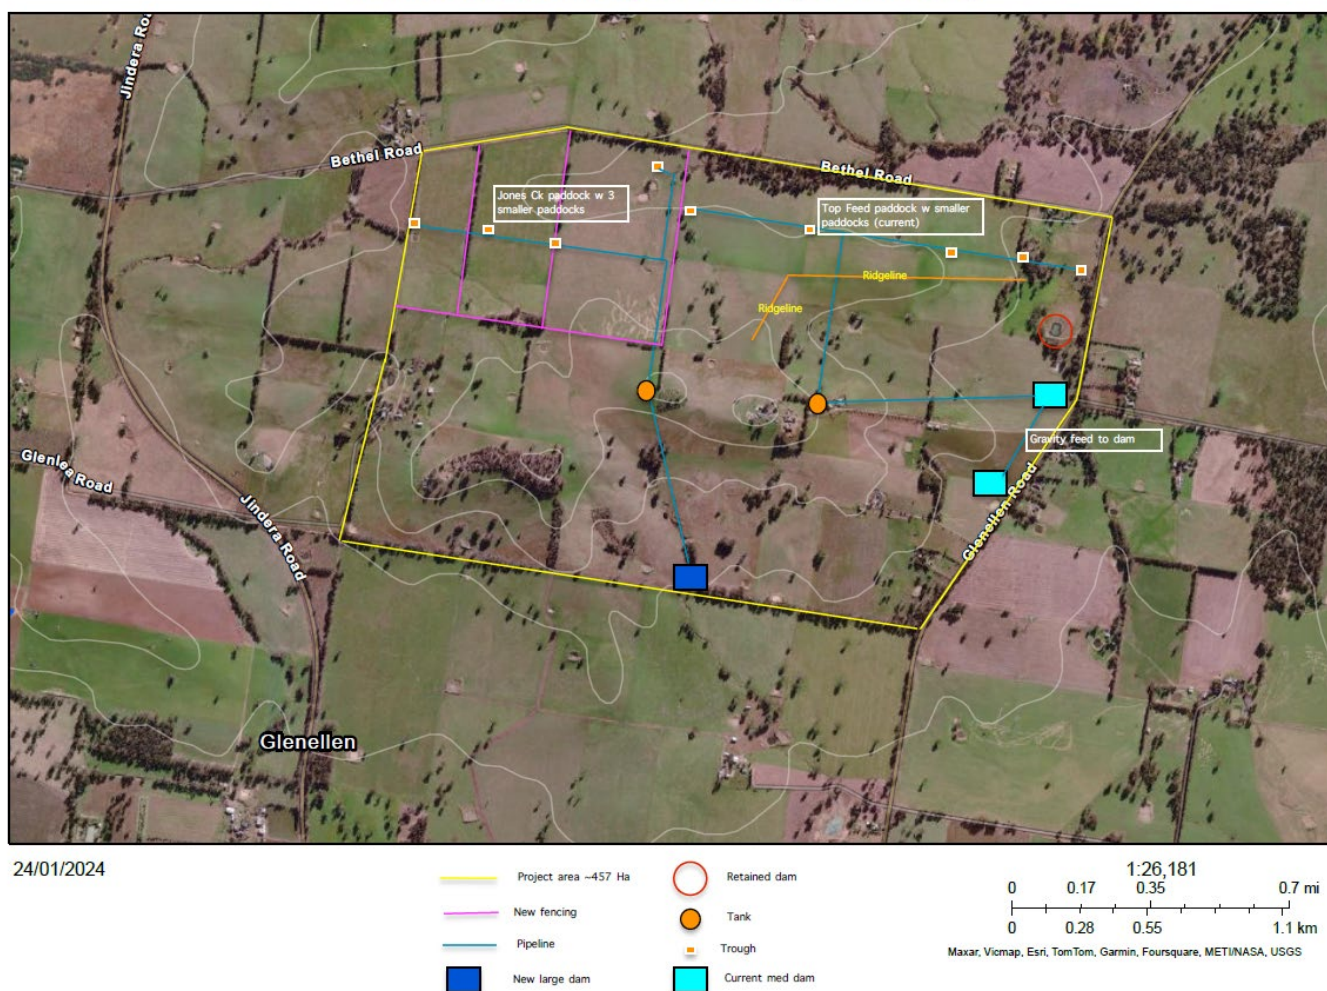 Jindera Roa
Bethel Road
Bethel Road
Jones Ck paddock w 3
smaller paddocks
Top Feed paddock w smaller
paddocks (current)
Ridgeline
Ridgeline
Gravity feed to dam
Glenlea Road
Jindera Road
Glenellen Road
Glenellen
24/01/2024
Project area ~457 Ha
New fencing
Pipeline
New large dam
Retained dam
Tank
Trough
Current med dam
1:26,181
0 0.17 0.35 0.7 mi
0 0.28 0.55 1.1 km
Maxar, Vicmap, Esri, TomTom, Garmin, Foursquare, METI/NASA, USGS